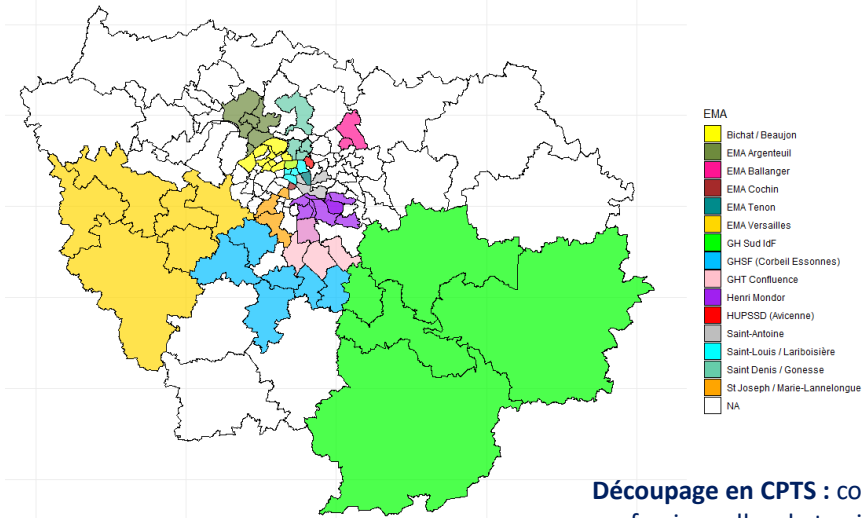 EMA
Bichat / Beaujon
EMA Argenteuil
EMA Ballanger
EMA Cochin
EMA Tenon
EMA Versailles
GH Sud IdF
GHSF (Corbeil Essonnes)
GHT Confluence
Henri Mondor
HUPSSD (Avicenne)
Saint-Antoine
Saint-Louis / Lariboisière
Saint Denis / Gonesse
St Joseph / Marie-Lannelongue
NA
Découpage en CPTS : co